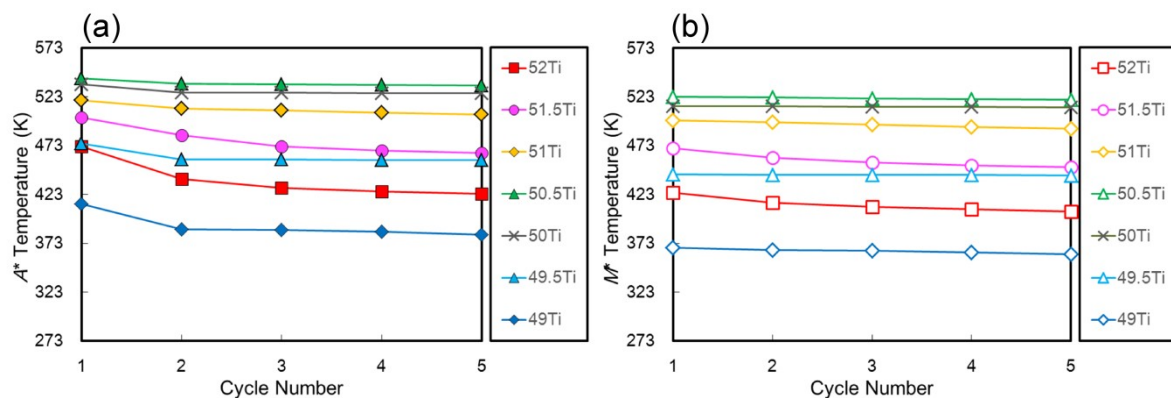 (a)
573
523
473
423
373
323
273
A* Temperature (K)
1 2 3 4 5
Cycle Number
52Ti
51.5Ti
51Ti
50.5Ti
50Ti
49.5Ti
49Ti
(b)
573
523
473
423
373
323
273
M* Temperature (K)
1 2 3 4 5
Cycle Number
52Ti
51.5Ti
51Ti
50.5Ti
50Ti
49.5Ti
49Ti